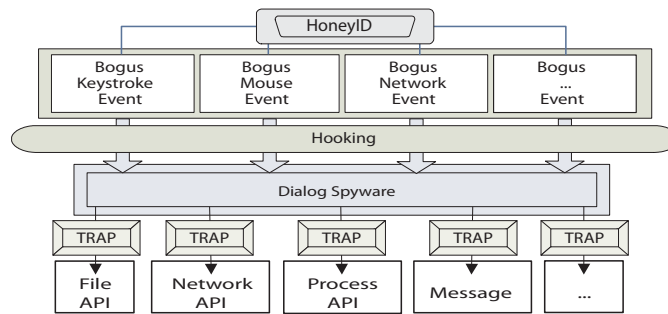 HoneyID
Bogus
Keystroke
Event
Bogus
Mouse
Event
Bogus
Network
Event
Bogus
...
Event
Hooking
Dialog Spyware
TRAP
TRAP
TRAP
TRAP
TRAP
File
API
Network
API
Process
API
Message
...